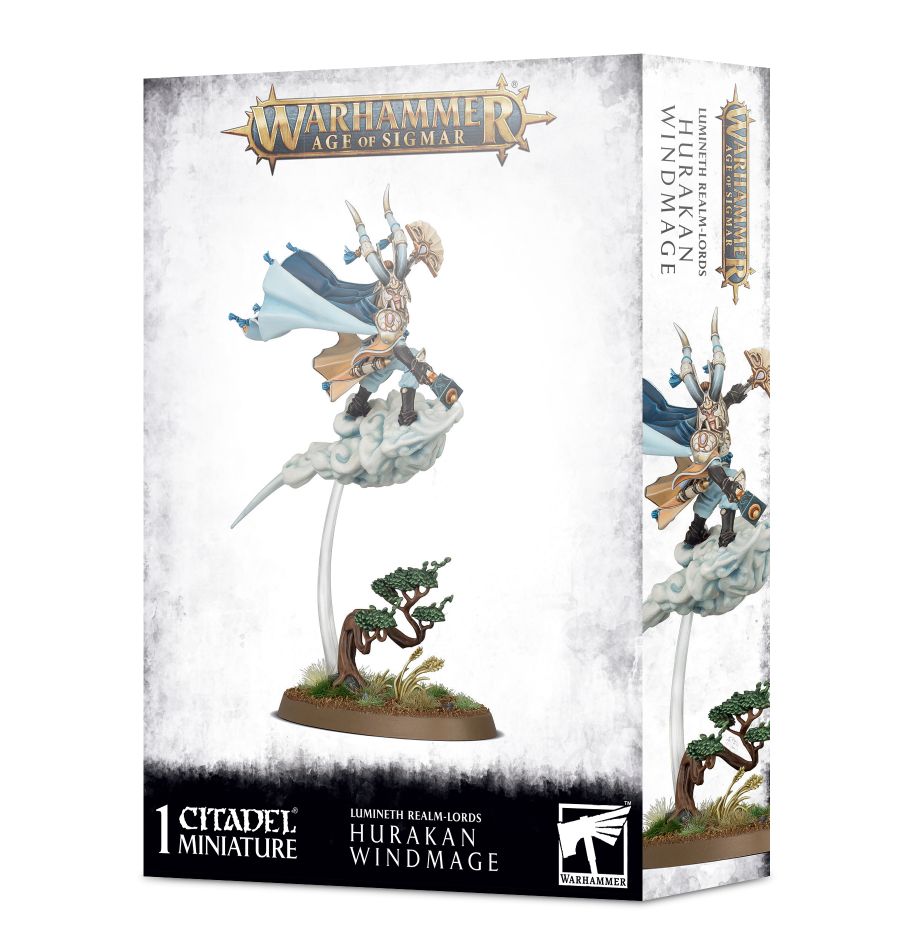 WARHAMMER®
AGE OF SIGMAR
1 CITADEL®
MINIATURE
LUMINETH REALM-LORDS
HURAKAN
WINDMAGE
WARHAMMER™
WARHAMMER
AGE OF SIGMAR
LUMINETH REALM-LORDS
HURAKAN
WINDMAGE